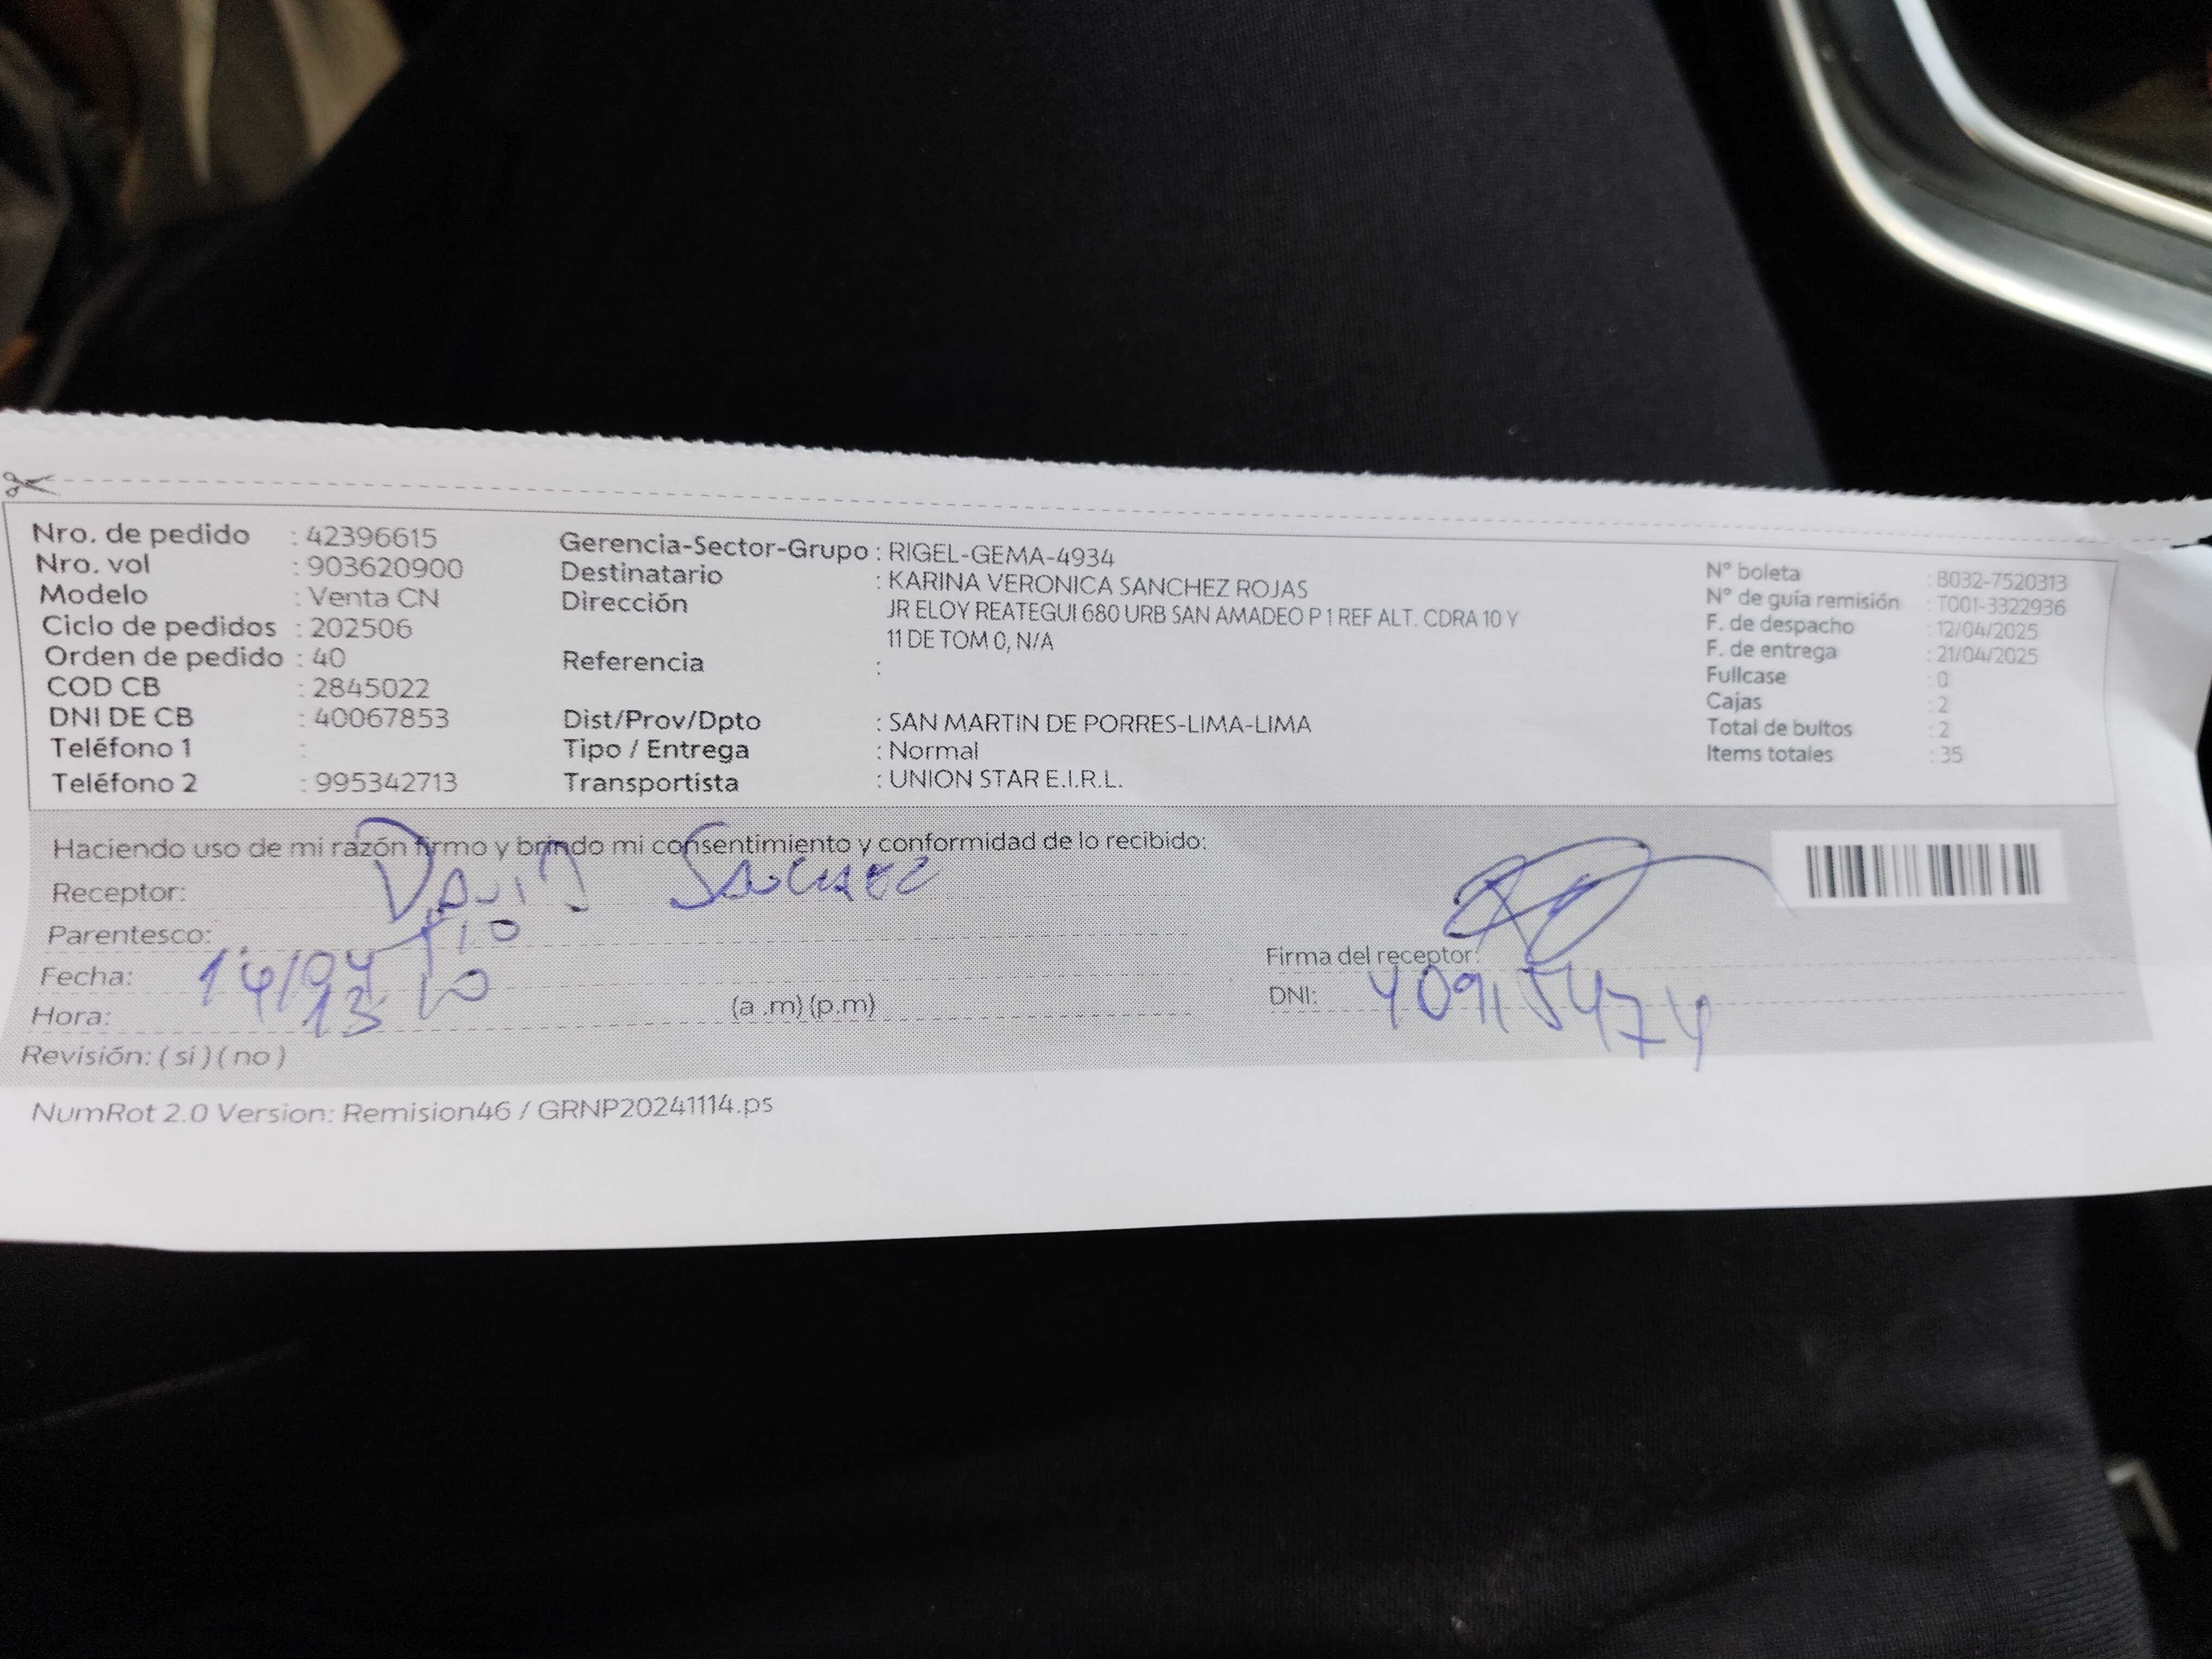 Nro. de pedido : 42396615
Nro. vol : 903620900
Modelo : Venta CN
Ciclo de pedidos : 202506
Orden de pedido : 40
COD CB : 2845022
DNI DE CB : 40067853
Teléfono 1 :
Teléfono 2 : 995342713
Gerencia-Sector-Grupo : RIGEL-GEMA-4934
Destinatario : KARINA VERONICA SANCHEZ ROJAS
Dirección JR ELOY REATEGUI 680 URB SAN AMADEO P 1 REF ALT. CDRA 10 Y
11 DE TOM 0, N/A
Referencia :
Dist/Prov/Dpto : SAN MARTIN DE PORRES-LIMA-LIMA
Tipo / Entrega : Normal
Transportista : UNION STAR E.I.R.L.
N° boleta : B032-7520313
N° de guía remisión : T001-3322936
F. de despacho : 12/04/2025
F. de entrega : 21/04/2025
Fullcase : 0
Cajas : 2
Total de bultos : 2
Items totales : 35
Haciendo uso de mi razón firmo y brindo mi consentimiento y conformidad de lo recibido:
Receptor: David Sanchez
Parentesco: tio
Fecha: 14/04
Hora: 13 (a .m) (p.m)
Revisión: ( si ) ( no )
Firma del receptor:
DNI: 40915474
NumRot 2.0 Version: Remision46 / GRNP20241114.ps